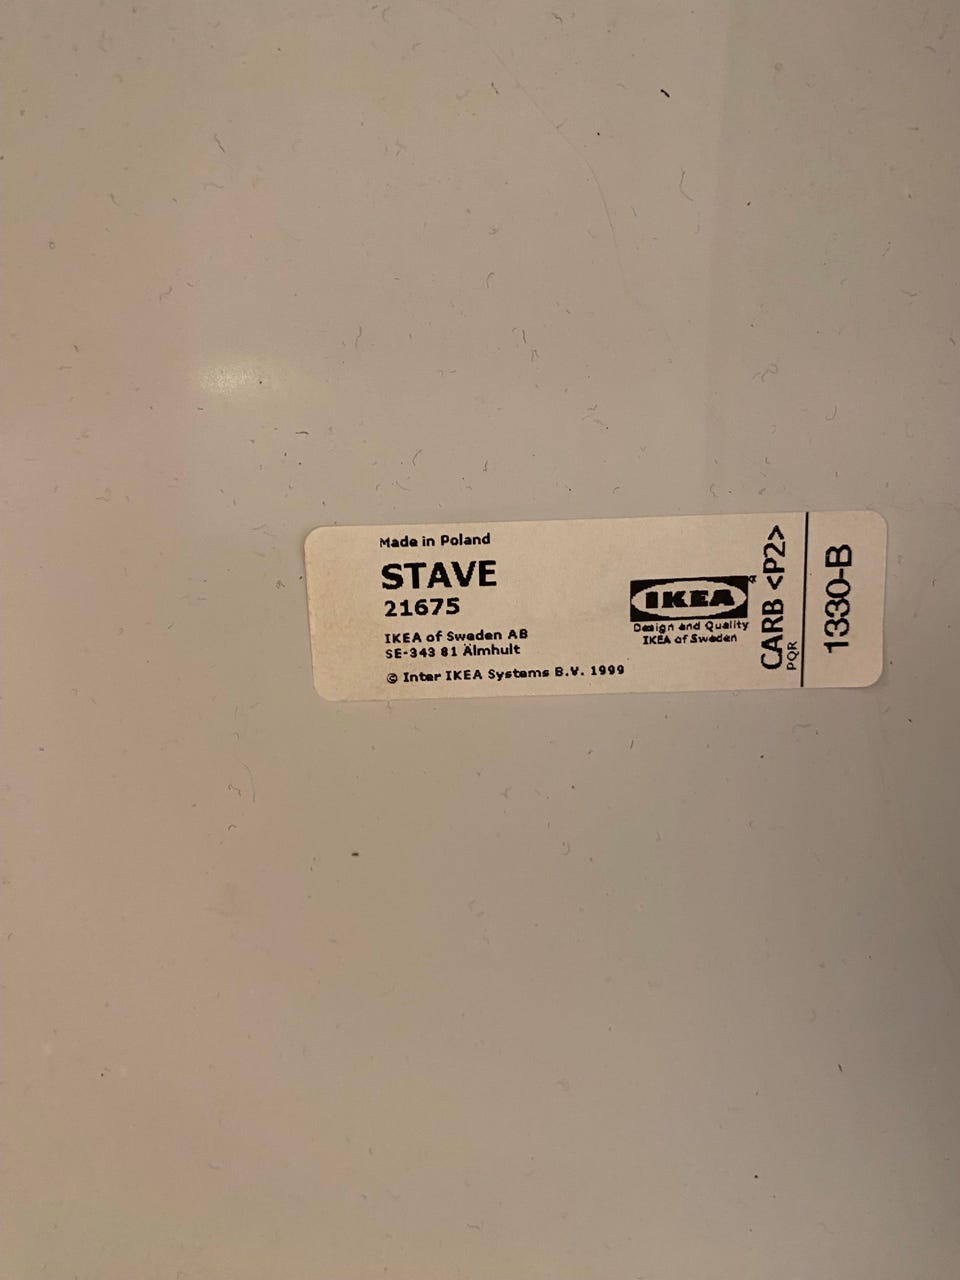 Made in Poland
STAVE
21675
IKEA of Sweden AB
SE-343 81 Älmhult
© Inter IKEA Systems B.V. 1999
IKEA®
Design and Quality
IKEA of Sweden
CARB <P2>
PQR
1330-B